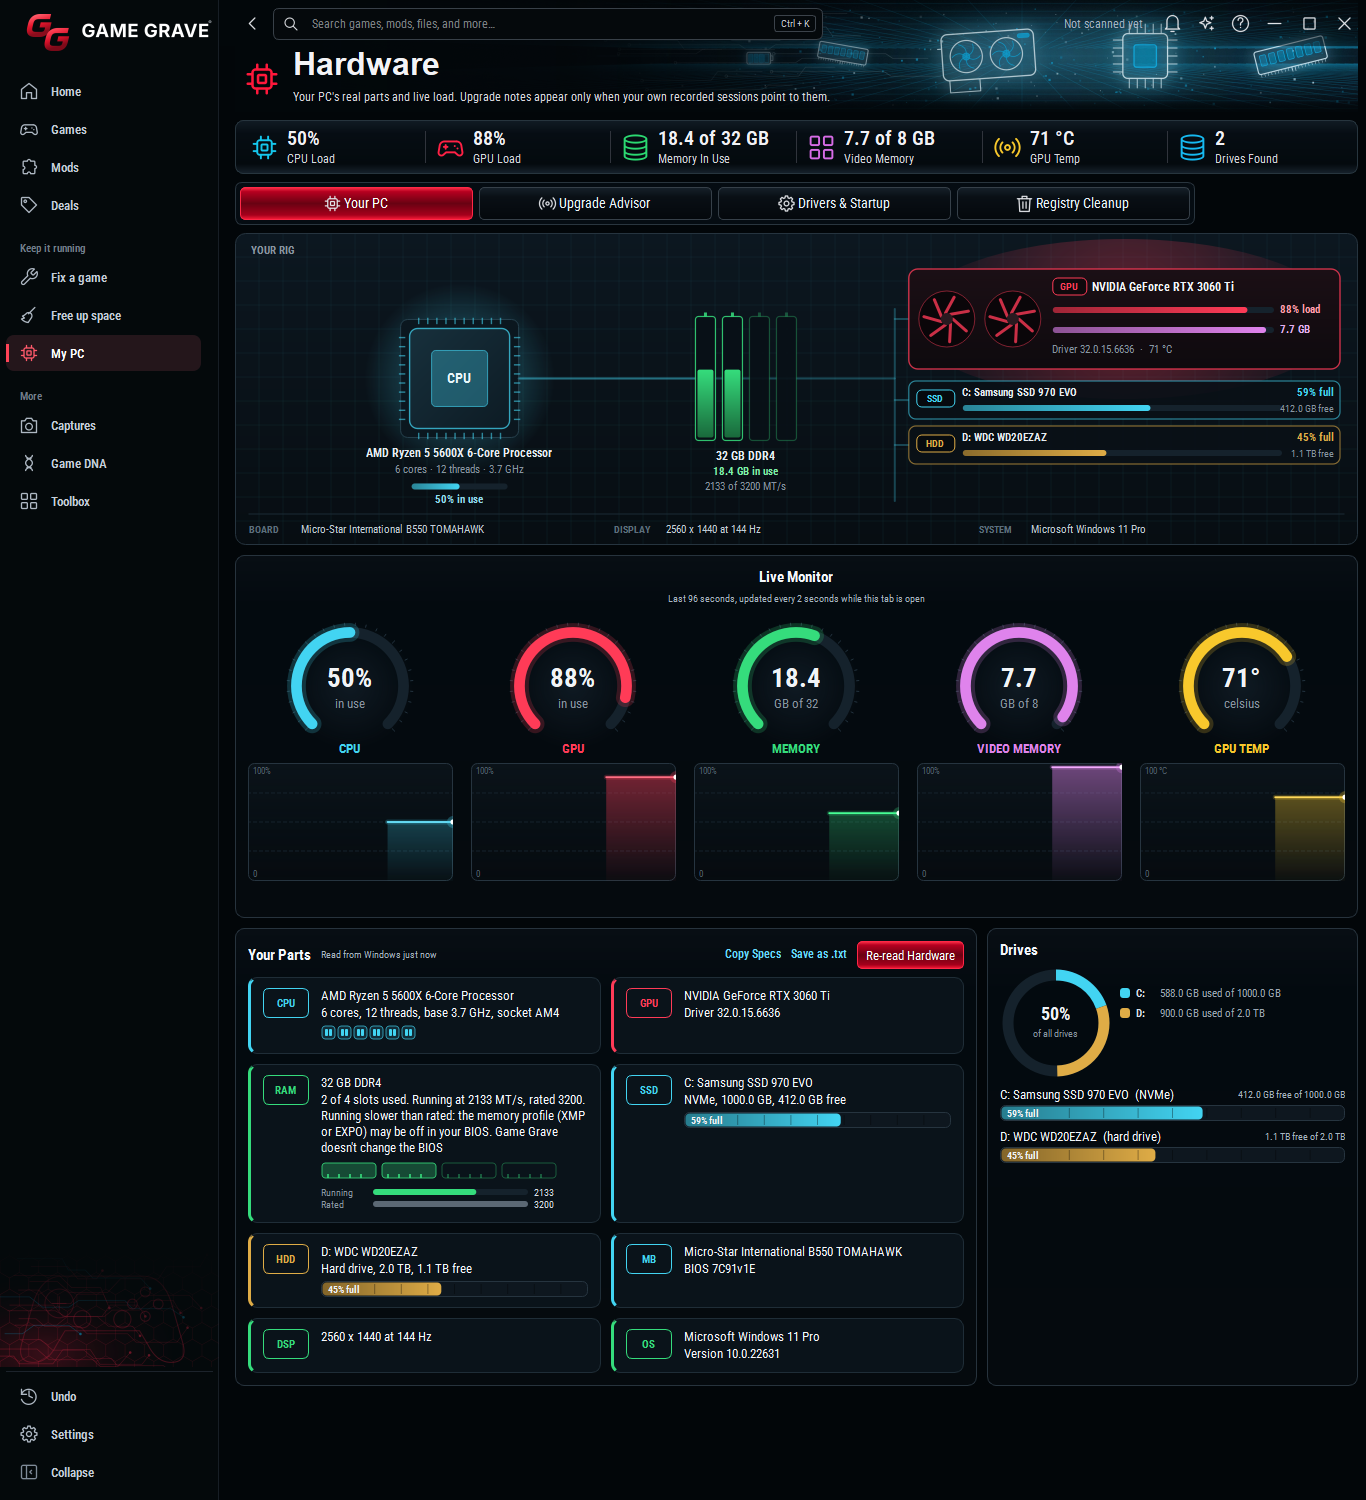 GG GAME GRAVE
Search games, mods, files, and more...
Ctrl + K
Not scanned yet
Hardware
Your PC's real parts and live load. Upgrade notes appear only when your own recorded sessions point to them.
Home
Games
Mods
Deals
Keep it running
Fix a game
Free up space
My PC
More
Captures
Game DNA
Toolbox
Undo
Settings
Collapse
50%
CPU Load
88%
GPU Load
18.4 of 32 GB
Memory In Use
7.7 of 8 GB
Video Memory
71 °C
GPU Temp
2
Drives Found
Your PC
Upgrade Advisor
Drivers & Startup
Registry Cleanup
YOUR RIG
CPU
AMD Ryzen 5 5600X 6-Core Processor
6 cores · 12 threads · 3.7 GHz
50% in use
32 GB DDR4
18.4 GB in use
2133 of 3200 MT/s
GPU NVIDIA GeForce RTX 3060 Ti
88% load
7.7 GB
Driver 32.0.15.6636 · 71 °C
SSD C: Samsung SSD 970 EVO 59% full
412.0 GB free
HDD D: WDC WD20EZAZ 45% full
1.1 TB free
BOARD Micro-Star International B550 TOMAHAWK
DISPLAY 2560 x 1440 at 144 Hz
SYSTEM Microsoft Windows 11 Pro
Live Monitor
Last 96 seconds, updated every 2 seconds while this tab is open
50%
in use
CPU
100%
0
88%
in use
GPU
100%
0
18.4
GB of 32
MEMORY
100%
0
7.7
GB of 8
VIDEO MEMORY
100%
0
71°
celsius
GPU TEMP
100 °C
0
Your Parts Read from Windows just now
Copy Specs
Save as .txt
Re-read Hardware
CPU
AMD Ryzen 5 5600X 6-Core Processor
6 cores, 12 threads, base 3.7 GHz, socket AM4
GPU
NVIDIA GeForce RTX 3060 Ti
Driver 32.0.15.6636
RAM
32 GB DDR4
2 of 4 slots used. Running at 2133 MT/s, rated 3200.
Running slower than rated: the memory profile (XMP
or EXPO) may be off in your BIOS. Game Grave
doesn't change the BIOS
Running 2133
Rated 3200
SSD
C: Samsung SSD 970 EVO
NVMe, 1000.0 GB, 412.0 GB free
59% full
HDD
D: WDC WD20EZAZ
Hard drive, 2.0 TB, 1.1 TB free
45% full
MB
Micro-Star International B550 TOMAHAWK
BIOS 7C91v1E
DSP
2560 x 1440 at 144 Hz
OS
Microsoft Windows 11 Pro
Version 10.0.22631
Drives
50%
of all drives
C: 588.0 GB used of 1000.0 GB
D: 900.0 GB used of 2.0 TB
C: Samsung SSD 970 EVO (NVMe) 412.0 GB free of 1000.0 GB
59% full
D: WDC WD20EZAZ (hard drive) 1.1 TB free of 2.0 TB
45% full